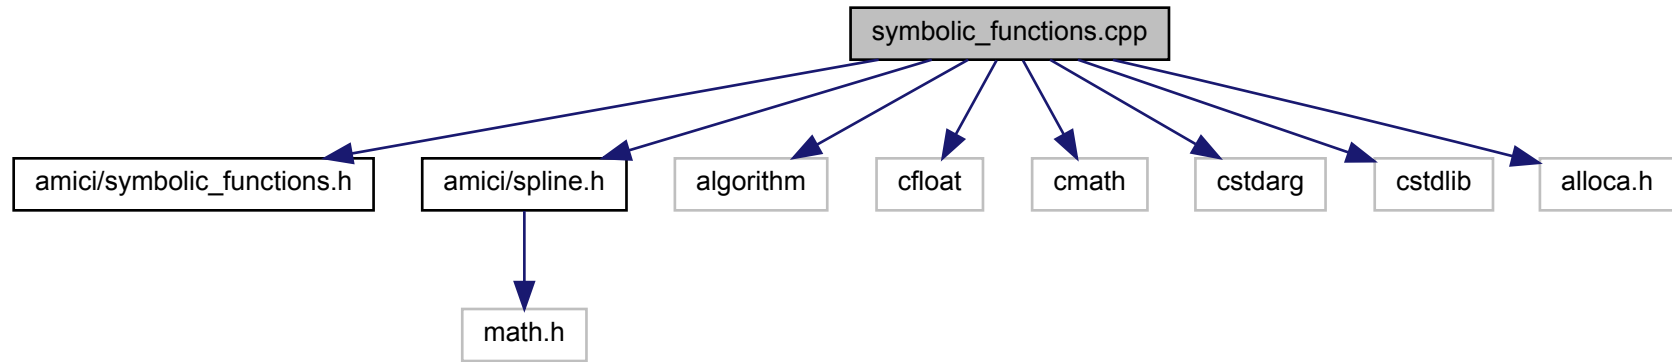 symbolic_functions.cpp
amici/symbolic_functions.h
amici/spline.h
algorithm
cfloat
cmath
cstdarg
cstdlib
alloca.h
math.h